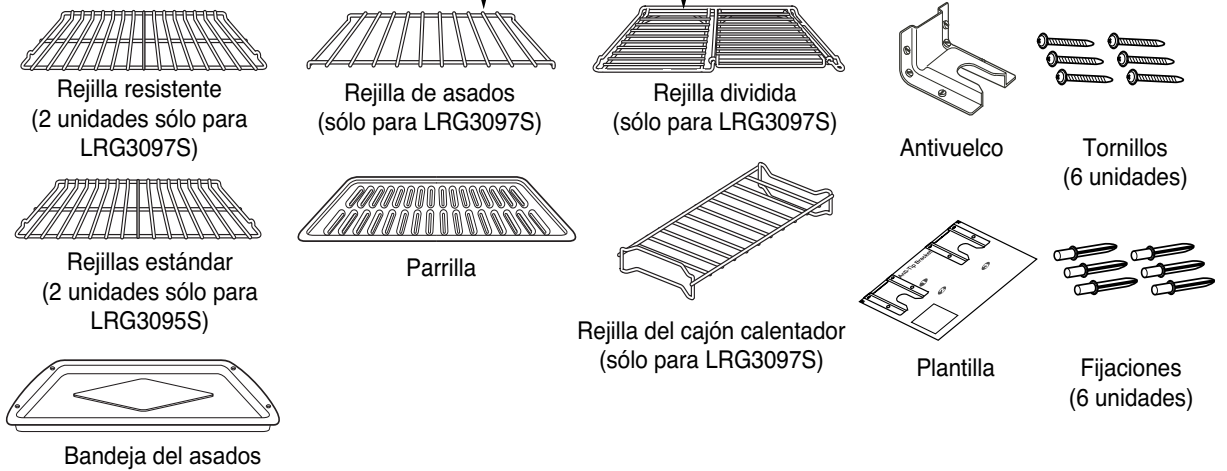 Rejilla resistente
(2 unidades sólo para
LRG3097S)
Rejilla de asados
(sólo para LRG3097S)
Rejilla dividida
(sólo para LRG3097S)
Antivuelco
Tornillos
(6 unidades)
Rejillas estándar
(2 unidades sólo para
LRG3095S)
Parrilla
Rejilla del cajón calentador
(sólo para LRG3097S)
Plantilla
Fijaciones
(6 unidades)
Bandeja del asados